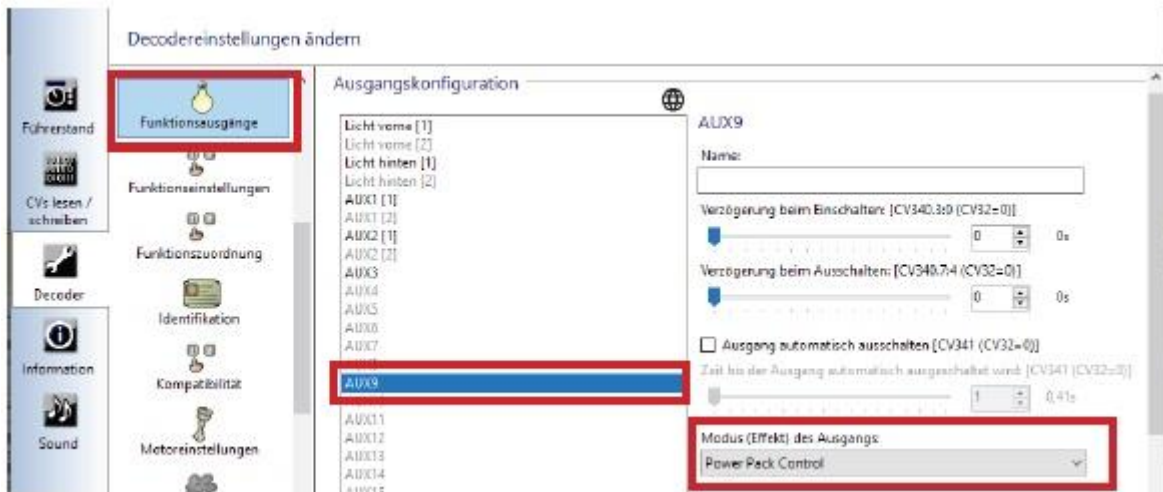 Decodereinstellungen ändern
Führerstand
CVs lesen /
schreiben
Decoder
Information
Sound
Funktionsausgänge
Funktionseinstellungen
Funktionszuordnung
Identifikation
Kompatibilität
Motoreinstellungen
Ausgangskonfiguration
Licht vorne [1]
Licht vorne [2]
Licht hinten [1]
Licht hinten [2]
AUX1 [1]
AUX1 [2]
AUX2 [1]
AUX2 [2]
AUX3
AUX4
AUX5
AUX6
AUX7
AUX9
AUX11
AUX12
AUX13
AUX14
AUX9
Name:
Verzögerung beim Einschalten: [CV340.3:0 (CV32=0)]
0 0s
Verzögerung beim Ausschalten: [CV340.7:4 (CV32=0)]
0 0s
Ausgang automatisch ausschalten [CV341 (CV32=0)]
Zeit bis der Ausgang automatisch ausgeschaltet wird: [CV341 (CV32=0)]
1 0,41s
Modus (Effekt) des Ausgangs:
Power Pack Control